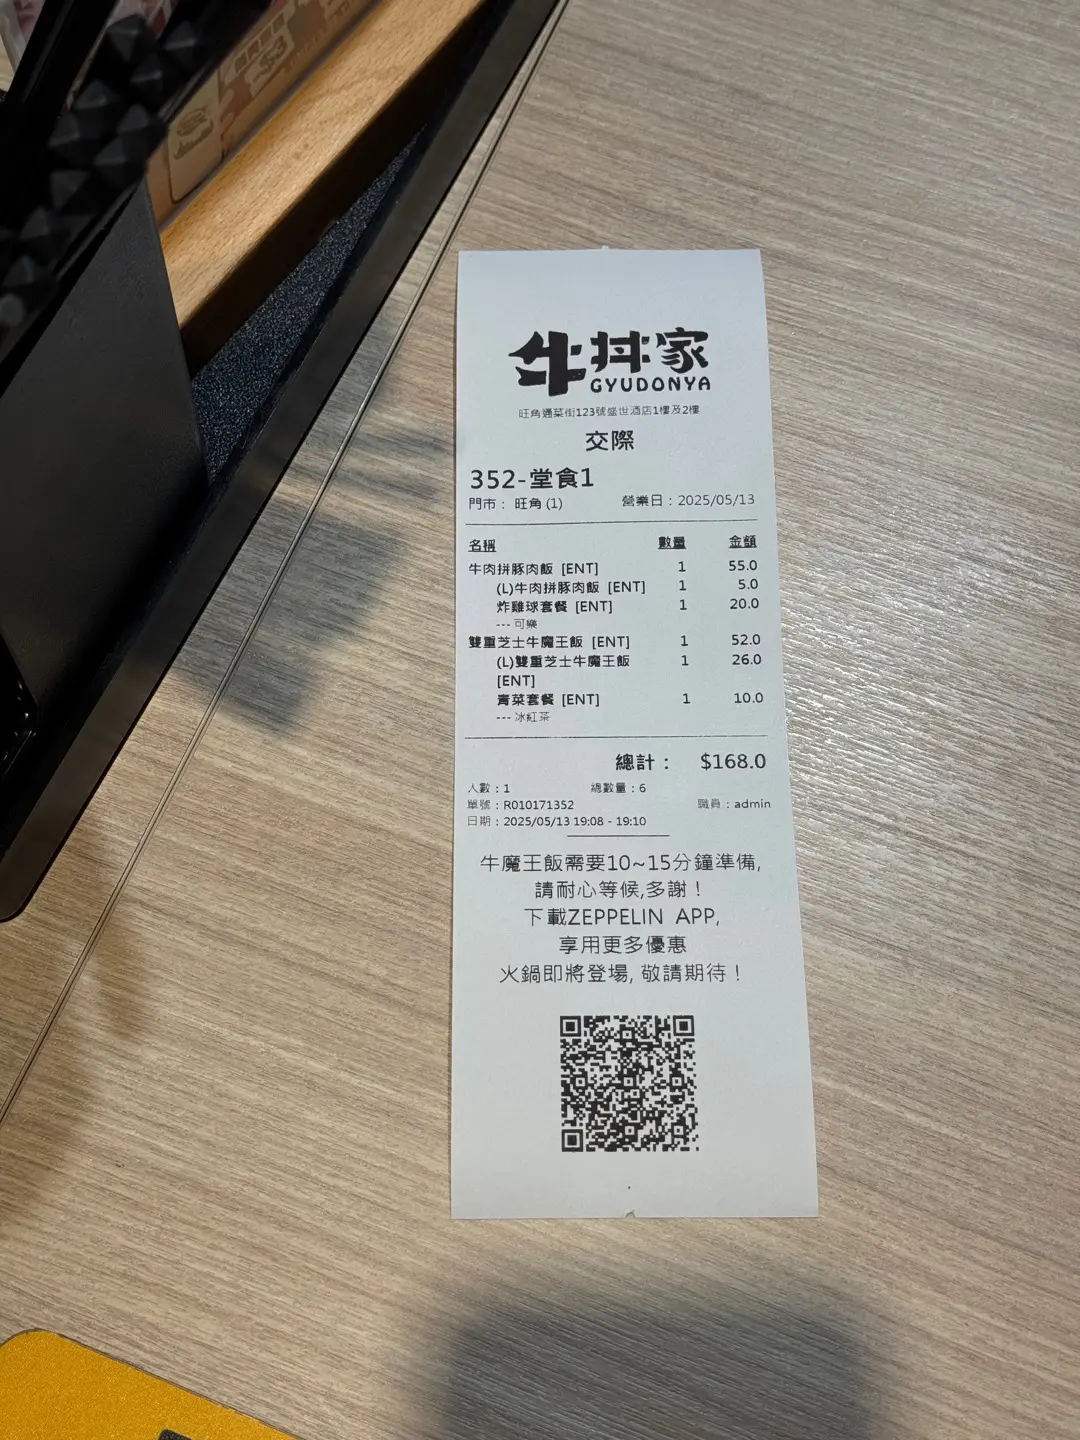 牛丼家
GYUDONYA
旺角通菜街123號盛世酒店1樓及2樓
交際
352-堂食1
門市： 旺角 (1) 營業日：2025/05/13
名稱 數量 金額
牛肉拼豚肉飯 [ENT] 1 55.0
(L)牛肉拼豚肉飯 [ENT] 1 5.0
炸雞球套餐 [ENT] 1 20.0
--- 可樂
雙重芝士牛魔王飯 [ENT] 1 52.0
(L)雙重芝士牛魔王飯 1 26.0
[ENT]
青菜套餐 [ENT] 1 10.0
--- 冰紅茶
總計： $168.0
人數：1 總數量：6
單號：R010171352 職員：admin
日期：2025/05/13 19:08 - 19:10
牛魔王飯需要10~15分鐘準備,
請耐心等候,多謝！
下載ZEPPELIN APP,
享用更多優惠
火鍋即將登場, 敬請期待！